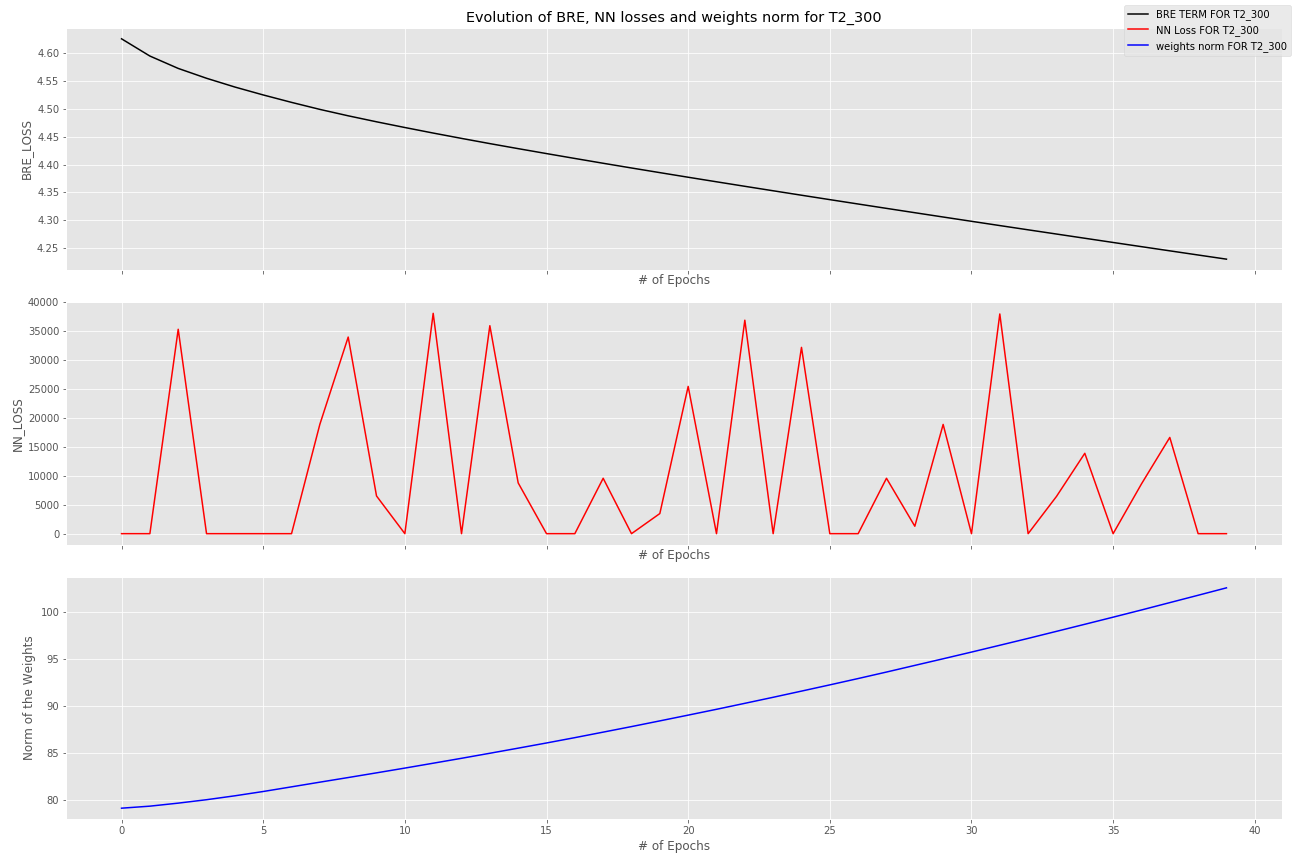 Evolution of BRE, NN losses and weights norm for T2_300
BRE TERM FOR T2_300
NN Loss FOR T2_300
weights norm FOR T2_300
BRE_LOSS
4.60
4.55
4.50
4.45
4.40
4.35
4.30
4.25
# of Epochs
NN_LOSS
40000
35000
30000
25000
20000
15000
10000
5000
0
# of Epochs
Norm of the Weights
100
95
90
85
80
0 5 10 15 20 25 30 35 40
# of Epochs